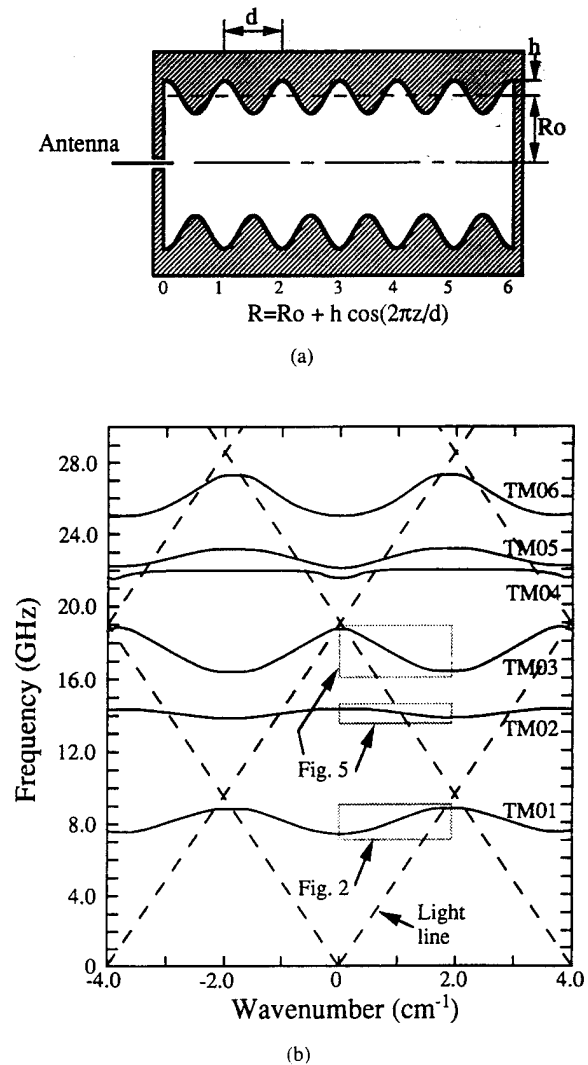 d
h
Ro
Antenna
0 1 2 3 4 5 6
R=Ro + h cos(2πz/d)
(a)
28.0
24.0
20.0
16.0
12.0
8.0
4.0
0
Frequency (GHz)
TM06
TM05
TM04
TM03
TM02
Fig. 5
TM01
Fig. 2
Light
line
-4.0 -2.0 0 2.0 4.0
Wavenumber (cm⁻¹)
(b)